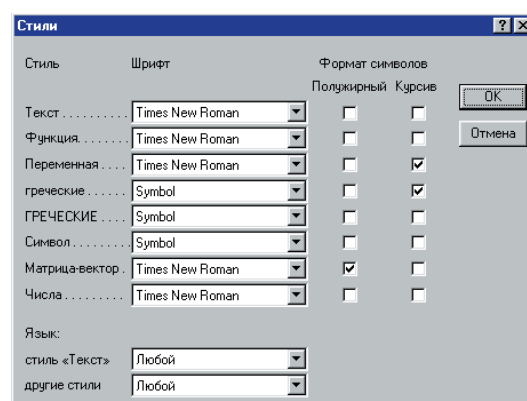 Стили
Стиль Шрифт Формат символов
Полужирный Курсив
Текст . . . . . . . . . . Times New Roman
Функция. . . . . . . . Times New Roman
Переменная . . . . Times New Roman
греческие . . . . . . Symbol
ГРЕЧЕСКИЕ . . . . Symbol
Символ . . . . . . . . . Symbol
Матрица-вектор . Times New Roman
Числа . . . . . . . . . Times New Roman
OK
Отмена
Язык:
стиль «Текст» Любой
другие стили Любой